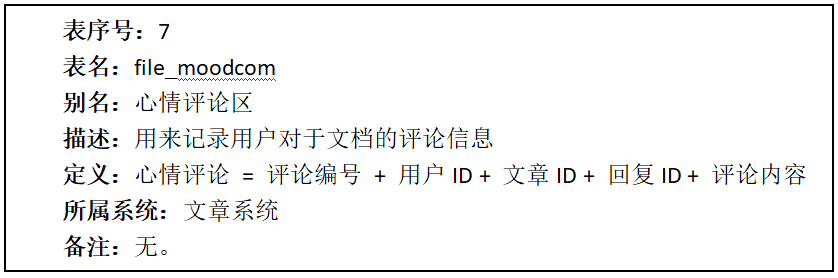 表序号：7
表名：file_moodcom
别名：心情评论区
描述：用来记录用户对于文档的评论信息
定义：心情评论 = 评论编号 + 用户 ID + 文章 ID + 回复 ID + 评论内容
所属系统：文章系统
备注：无。